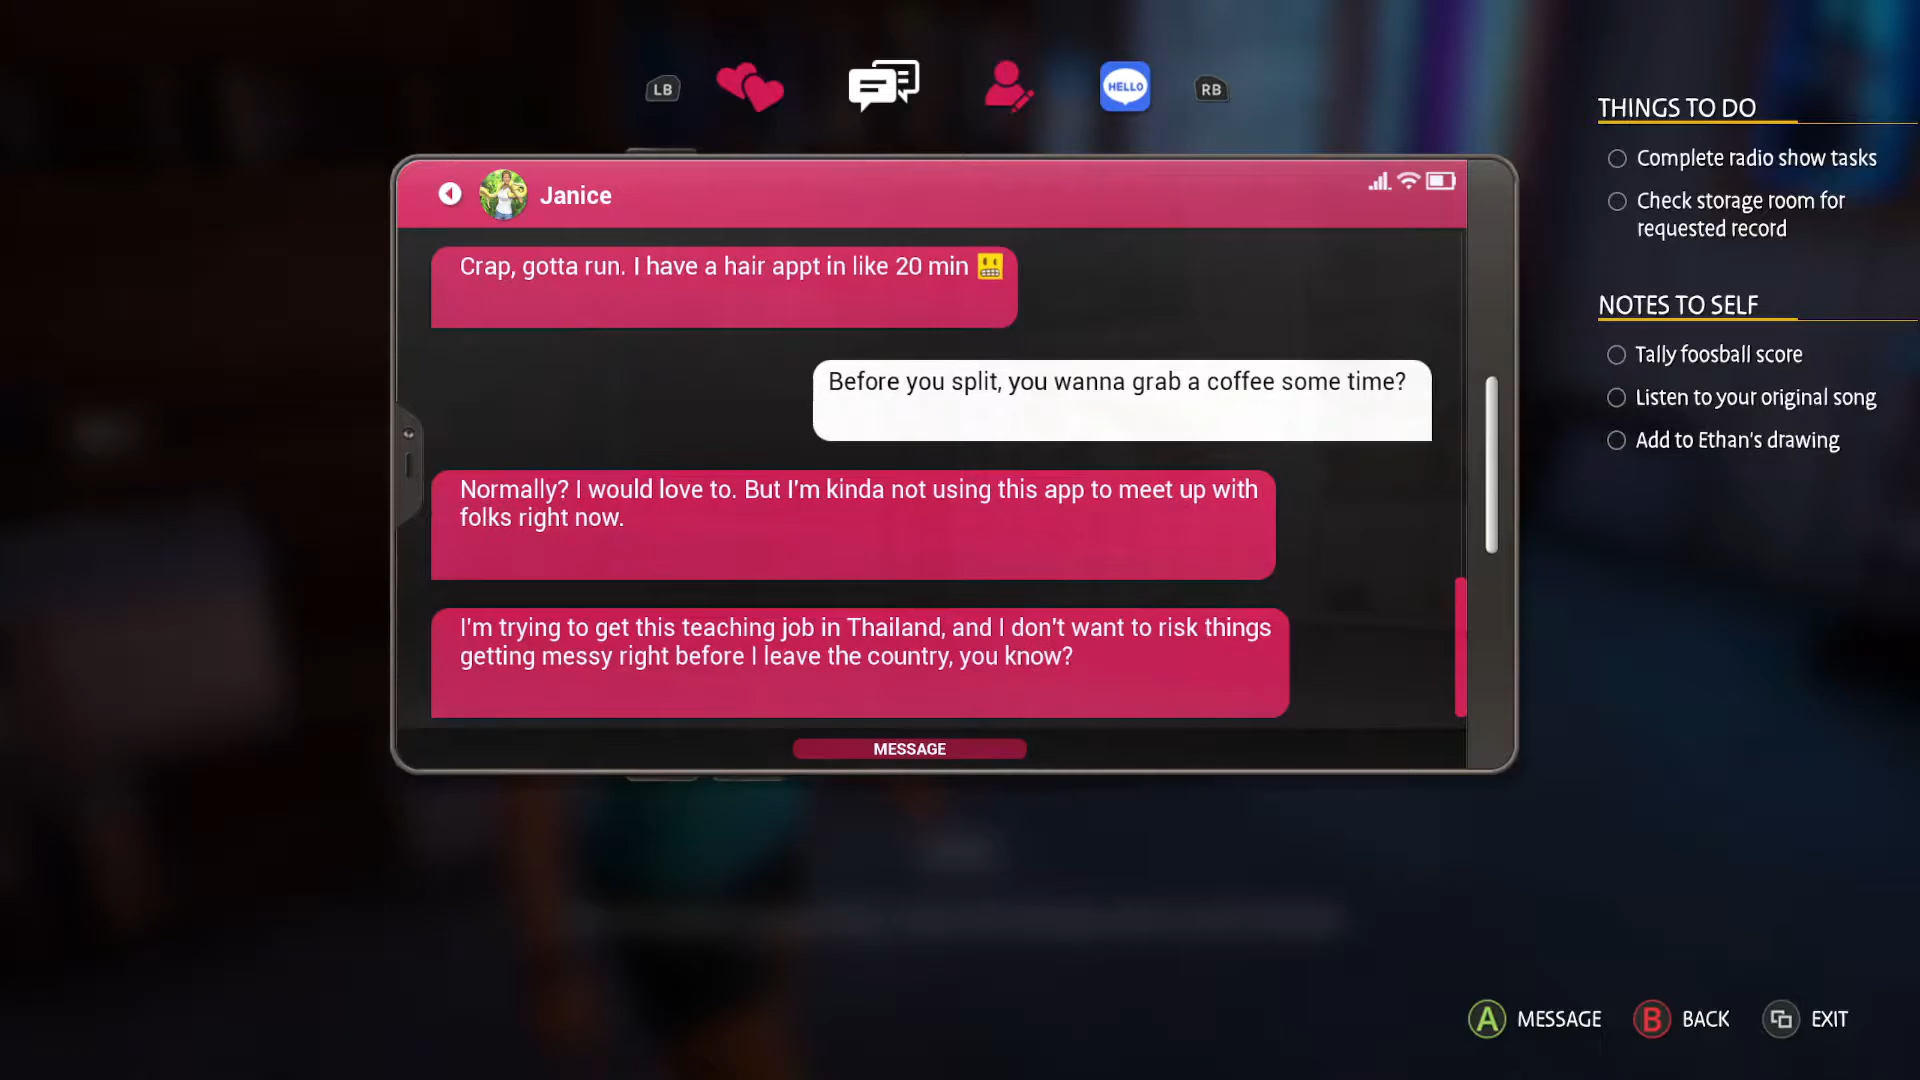 LB
HELLO
RB
THINGS TO DO
Complete radio show tasks
Check storage room for
requested record
NOTES TO SELF
Tally foosball score
Listen to your original song
Add to Ethan's drawing
Janice
Crap, gotta run. I have a hair appt in like 20 min 😬
Before you split, you wanna grab a coffee some time?
Normally? I would love to. But I'm kinda not using this app to meet up with
folks right now.
I'm trying to get this teaching job in Thailand, and I don't want to risk things
getting messy right before I leave the country, you know?
MESSAGE
A MESSAGE B BACK EXIT